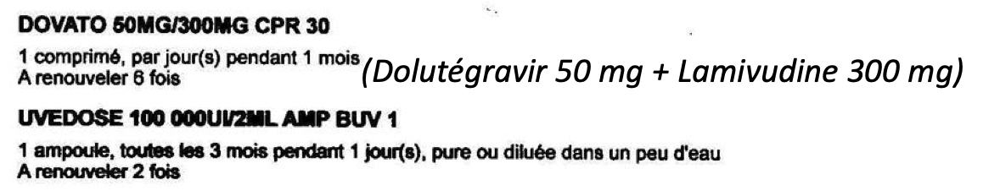 DOVATO 50MG/300MG CPR 30
1 comprimé, par jour(s) pendant 1 mois
(Dolutégravir 50 mg + Lamivudine 300 mg)
A renouveler 6 fois
UVEDOSE 100 000UI/2ML AMP BUV 1
1 ampoule, toutes les 3 mois pendant 1 jour(s), pure ou diluée dans un peu d'eau
A renouveler 2 fois